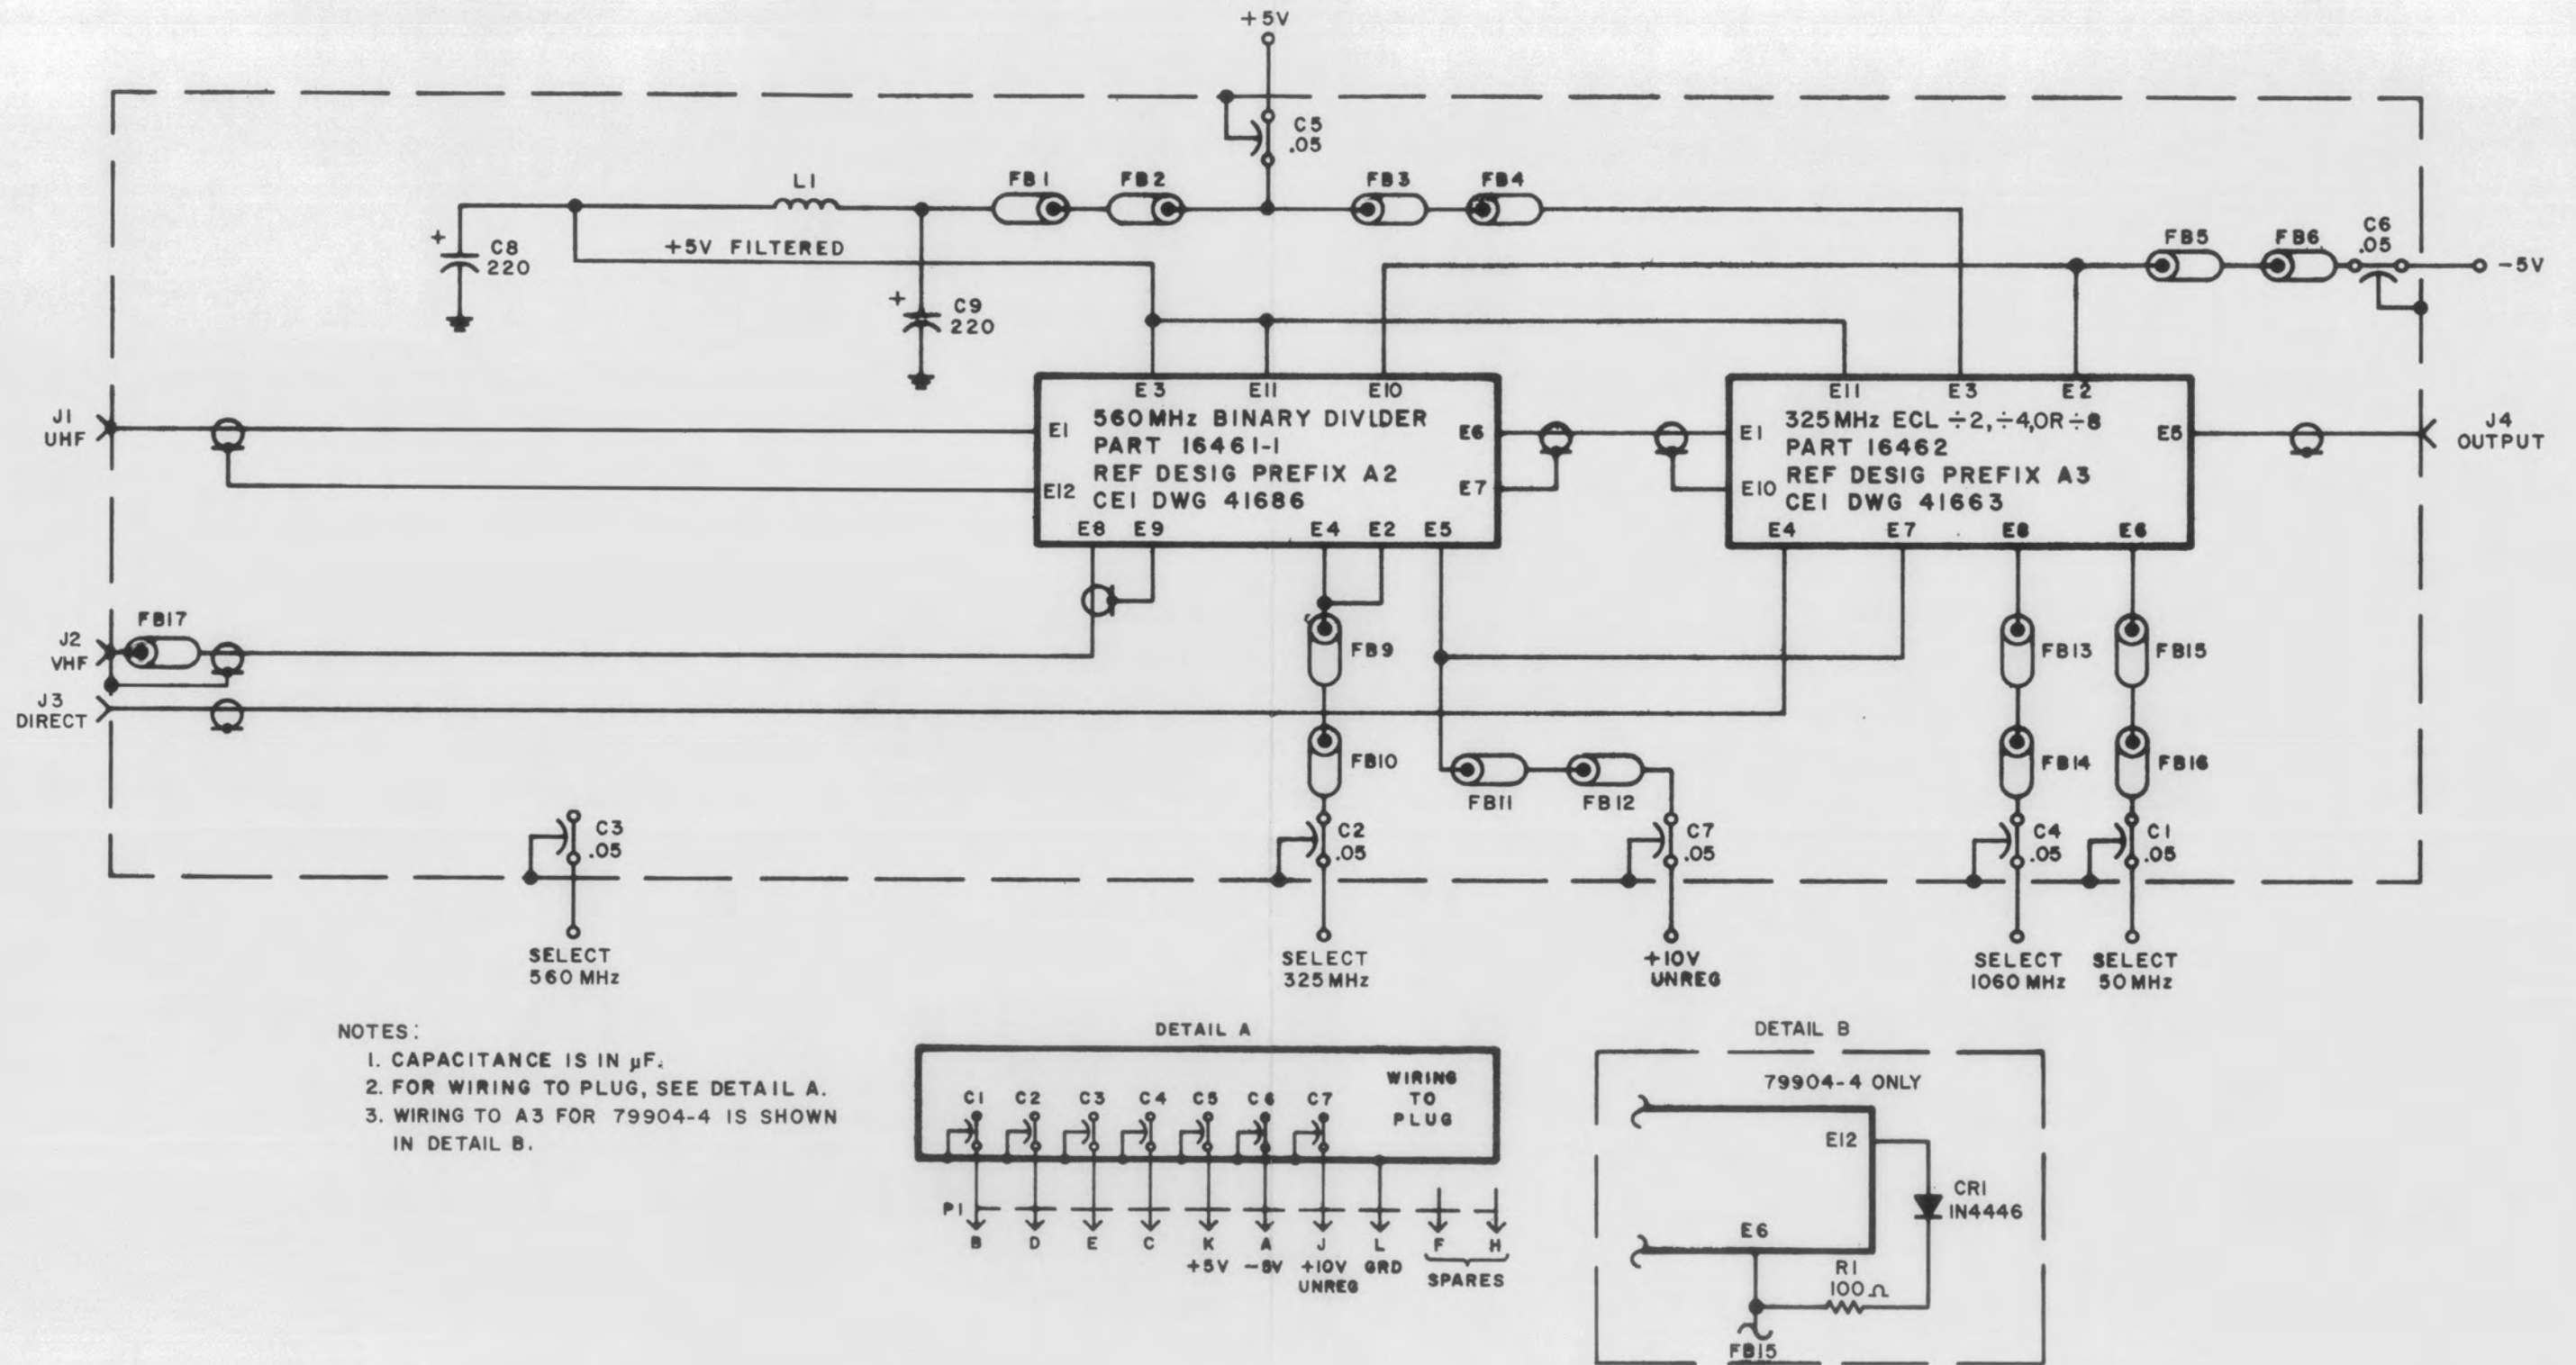 +5V
C5
.05
L1
FB1
FB2
FB3
FB4
C6
.05
FB5
FB6
-5V
+
C8
220
+5V FILTERED
+
C9
220
J1
UHF
E3
E11
E10
E1
560MHz BINARY DIVIDER
PART 16461-1
REF DESIG PREFIX A2
CEI DWG 41686
E12
E6
E7
E8
E9
E4
E2
E5
E11
E3
E2
E1
325MHz ECL ÷2,÷4,OR÷8
PART 16462
REF DESIG PREFIX A3
CEI DWG 41663
E10
E5
E4
E7
E8
E6
J4
OUTPUT
FB17
J2
VHF
J3
DIRECT
FB9
FB10
FB11
FB12
FB13
FB14
FB15
FB16
C3
.05
C2
.05
C7
.05
C4
.05
C1
.05
SELECT
560MHz
SELECT
325MHz
+10V
UNREG
SELECT
1060MHz
SELECT
50MHz
NOTES:
1. CAPACITANCE IS IN µF.
2. FOR WIRING TO PLUG, SEE DETAIL A.
3. WIRING TO A3 FOR 79904-4 IS SHOWN
IN DETAIL B.
DETAIL A
C1 C2 C3 C4 C5 C6 C7
WIRING
TO
PLUG
P1
B D E C K A J L F H
+5V -5V +10V GRD
UNREG
SPARES
DETAIL B
79904-4 ONLY
E12
CR1
IN4446
E6
R1
100Ω
FB15